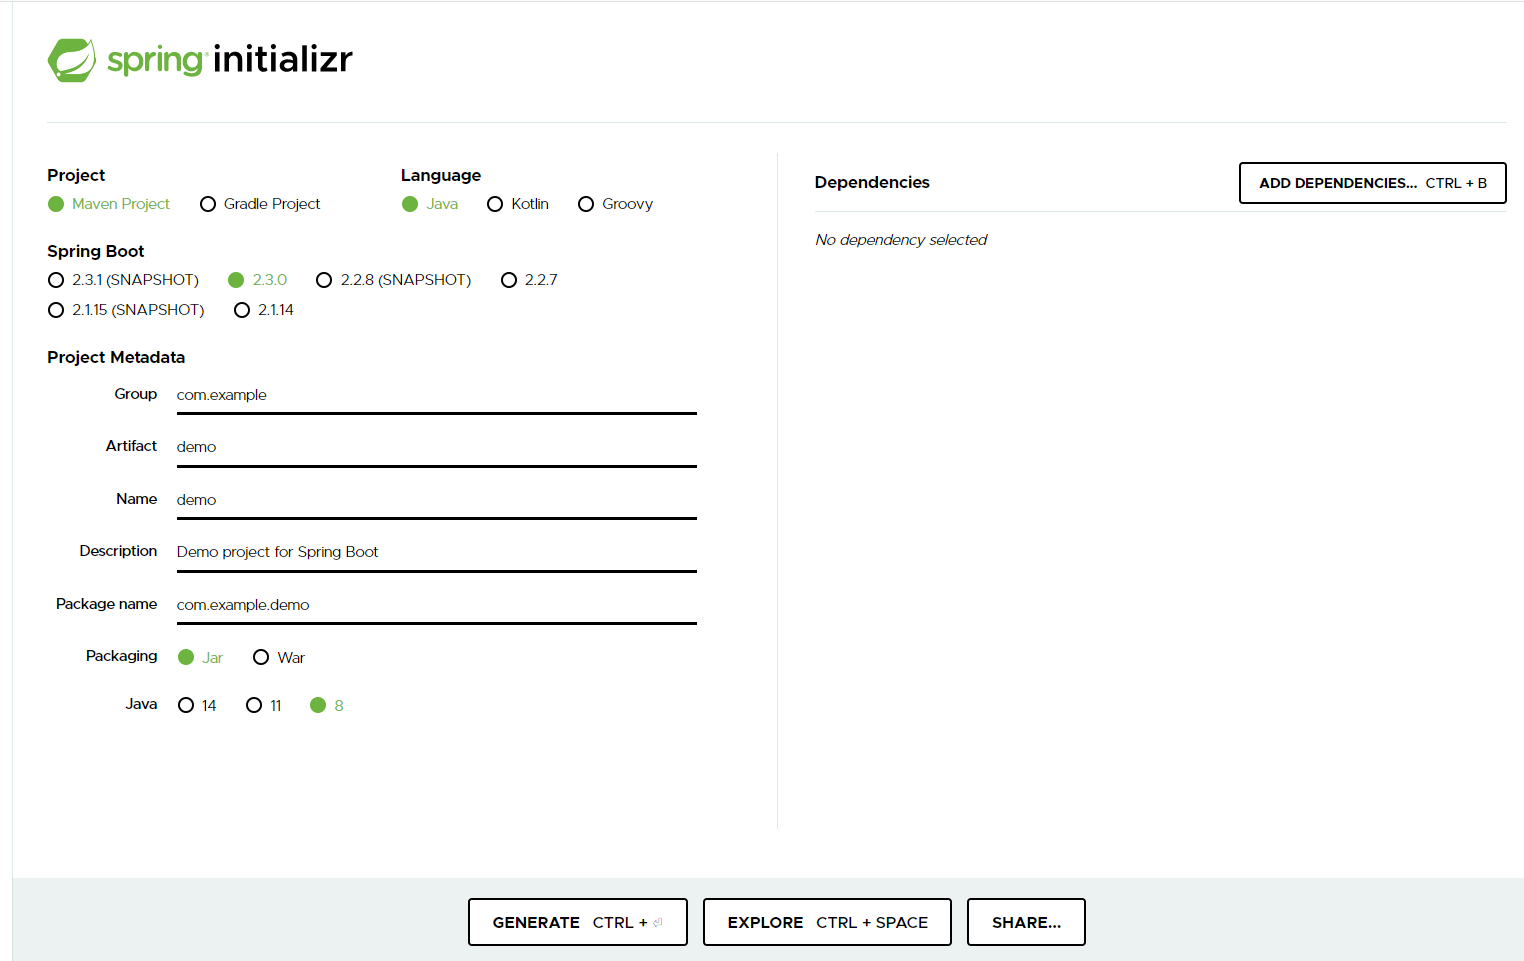 spring initializr
Project
Maven Project Gradle Project
Language
Java Kotlin Groovy
Spring Boot
2.3.1 (SNAPSHOT) 2.3.0 2.2.8 (SNAPSHOT) 2.2.7
2.1.15 (SNAPSHOT) 2.1.14
Project Metadata
Group com.example
Artifact demo
Name demo
Description Demo project for Spring Boot
Package name com.example.demo
Packaging Jar War
Java 14 11 8
Dependencies
ADD DEPENDENCIES... CTRL + B
No dependency selected
GENERATE CTRL + ⏎
EXPLORE CTRL + SPACE
SHARE...